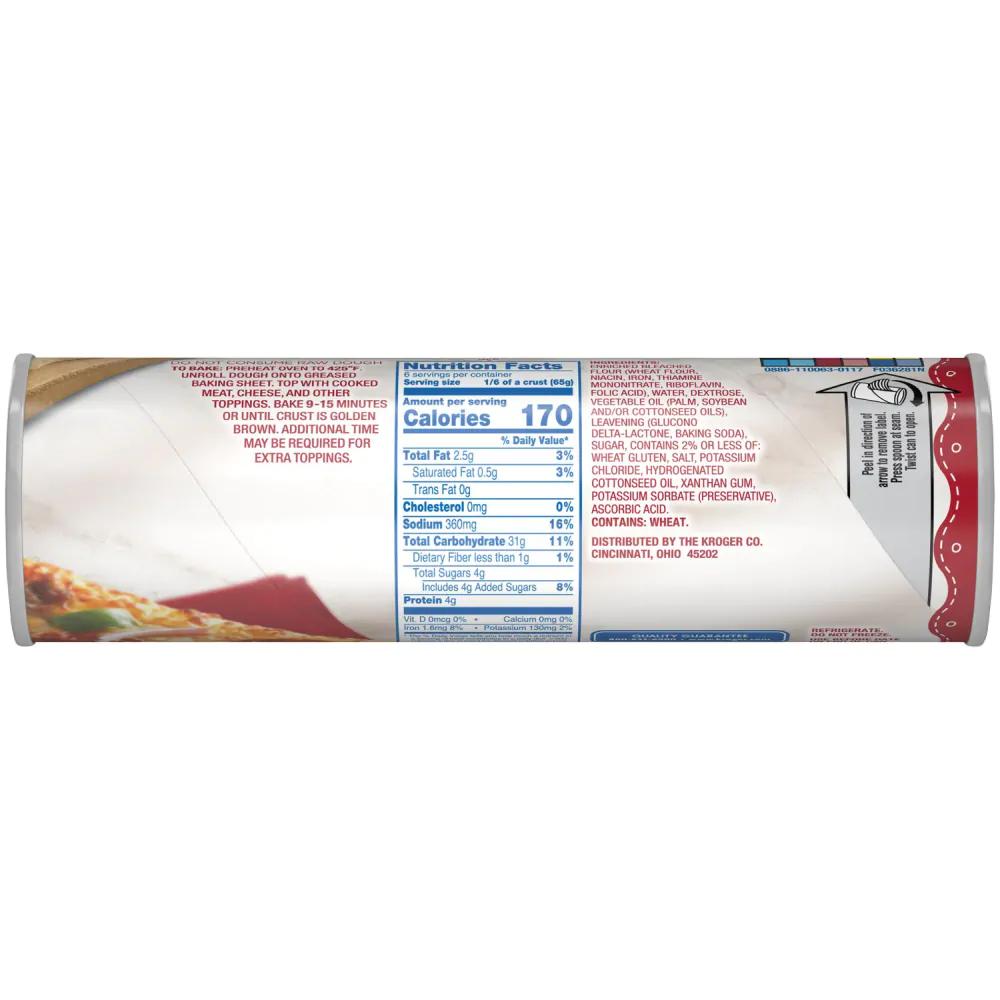 DO NOT CONSUME RAW DOUGH
TO BAKE: PREHEAT OVEN TO 425°F.
UNROLL DOUGH ONTO GREASED
BAKING SHEET. TOP WITH COOKED
MEAT, CHEESE, AND OTHER
TOPPINGS. BAKE 9-15 MINUTES
OR UNTIL CRUST IS GOLDEN
BROWN. ADDITIONAL TIME
MAY BE REQUIRED FOR
EXTRA TOPPINGS.
Nutrition Facts
6 servings per container
Serving size 1/6 of a crust (65g)
Amount per serving
Calories 170
% Daily Value*
Total Fat 2.5g 3%
Saturated Fat 0.5g 3%
Trans Fat 0g
Cholesterol 0mg 0%
Sodium 360mg 16%
Total Carbohydrate 31g 11%
Dietary Fiber less than 1g 1%
Total Sugars 4g
Includes 4g Added Sugars 8%
Protein 4g
Vit. D 0mcg 0% • Calcium 0mg 0%
Iron 1.6mg 8% • Potassium 130mg 2%
INGREDIENTS:
ENRICHED BLEACHED
FLOUR (WHEAT FLOUR,
NIACIN, IRON, THIAMINE
MONONITRATE, RIBOFLAVIN,
FOLIC ACID), WATER, DEXTROSE,
VEGETABLE OIL (PALM, SOYBEAN
AND/OR COTTONSEED OILS),
LEAVENING (GLUCONO
DELTA-LACTONE, BAKING SODA),
SUGAR, CONTAINS 2% OR LESS OF:
WHEAT GLUTEN, SALT, POTASSIUM
CHLORIDE, HYDROGENATED
COTTONSEED OIL, XANTHAN GUM,
POTASSIUM SORBATE (PRESERVATIVE),
ASCORBIC ACID.
CONTAINS: WHEAT.
DISTRIBUTED BY THE KROGER CO.
CINCINNATI, OHIO 45202
QUALITY GUARANTEE
0886-110063-0117 F036281N
Peel in direction of
arrow to remove label.
Press spoon at seam.
Twist can to open.
REFRIGERATE.
DO NOT FREEZE.
USE BEFORE DATE